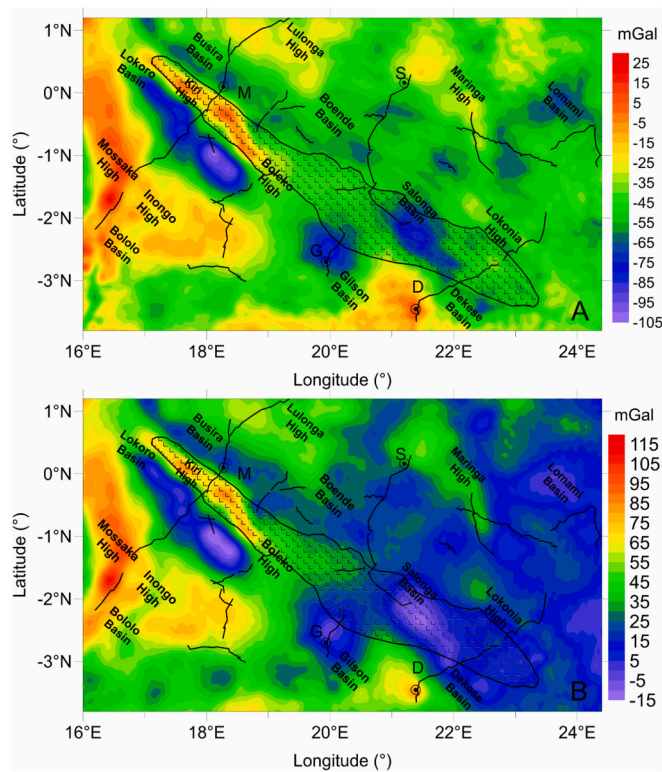 mGal
1°N
0°N
-1°N
-2°N
-3°N
Latitude (°)
Lokoro
Basin
Busira
Basin
Kiri
High
M
Lulonga
High
S
Maringa
High
Lomami
Basin
Boende
Basin
Mossaka
High
Inongo
High
Bololo
Basin
Boleko
High
Salonga
Basin
Lokonia
High
G
Gilson
Basin
D
Dekese
Basin
A
16°E
18°E
20°E
22°E
24°E
Longitude (°)
25
15
5
-5
-15
-25
-35
-45
-55
-65
-75
-85
-95
-105
mGal
1°N
0°N
-1°N
-2°N
-3°N
Latitude (°)
Lokoro
Basin
Busira
Basin
Kiri
High
M
Lulonga
High
S
Maringa
High
Lomami
Basin
Boende
Basin
Mossaka
High
Inongo
High
Bololo
Basin
Boleko
High
Salonga
Basin
Lokonia
High
G
Gilson
Basin
D
Dekese
Basin
B
16°E
18°E
20°E
22°E
24°E
Longitude (°)
115
105
95
85
75
65
55
45
35
25
15
5
-5
-15